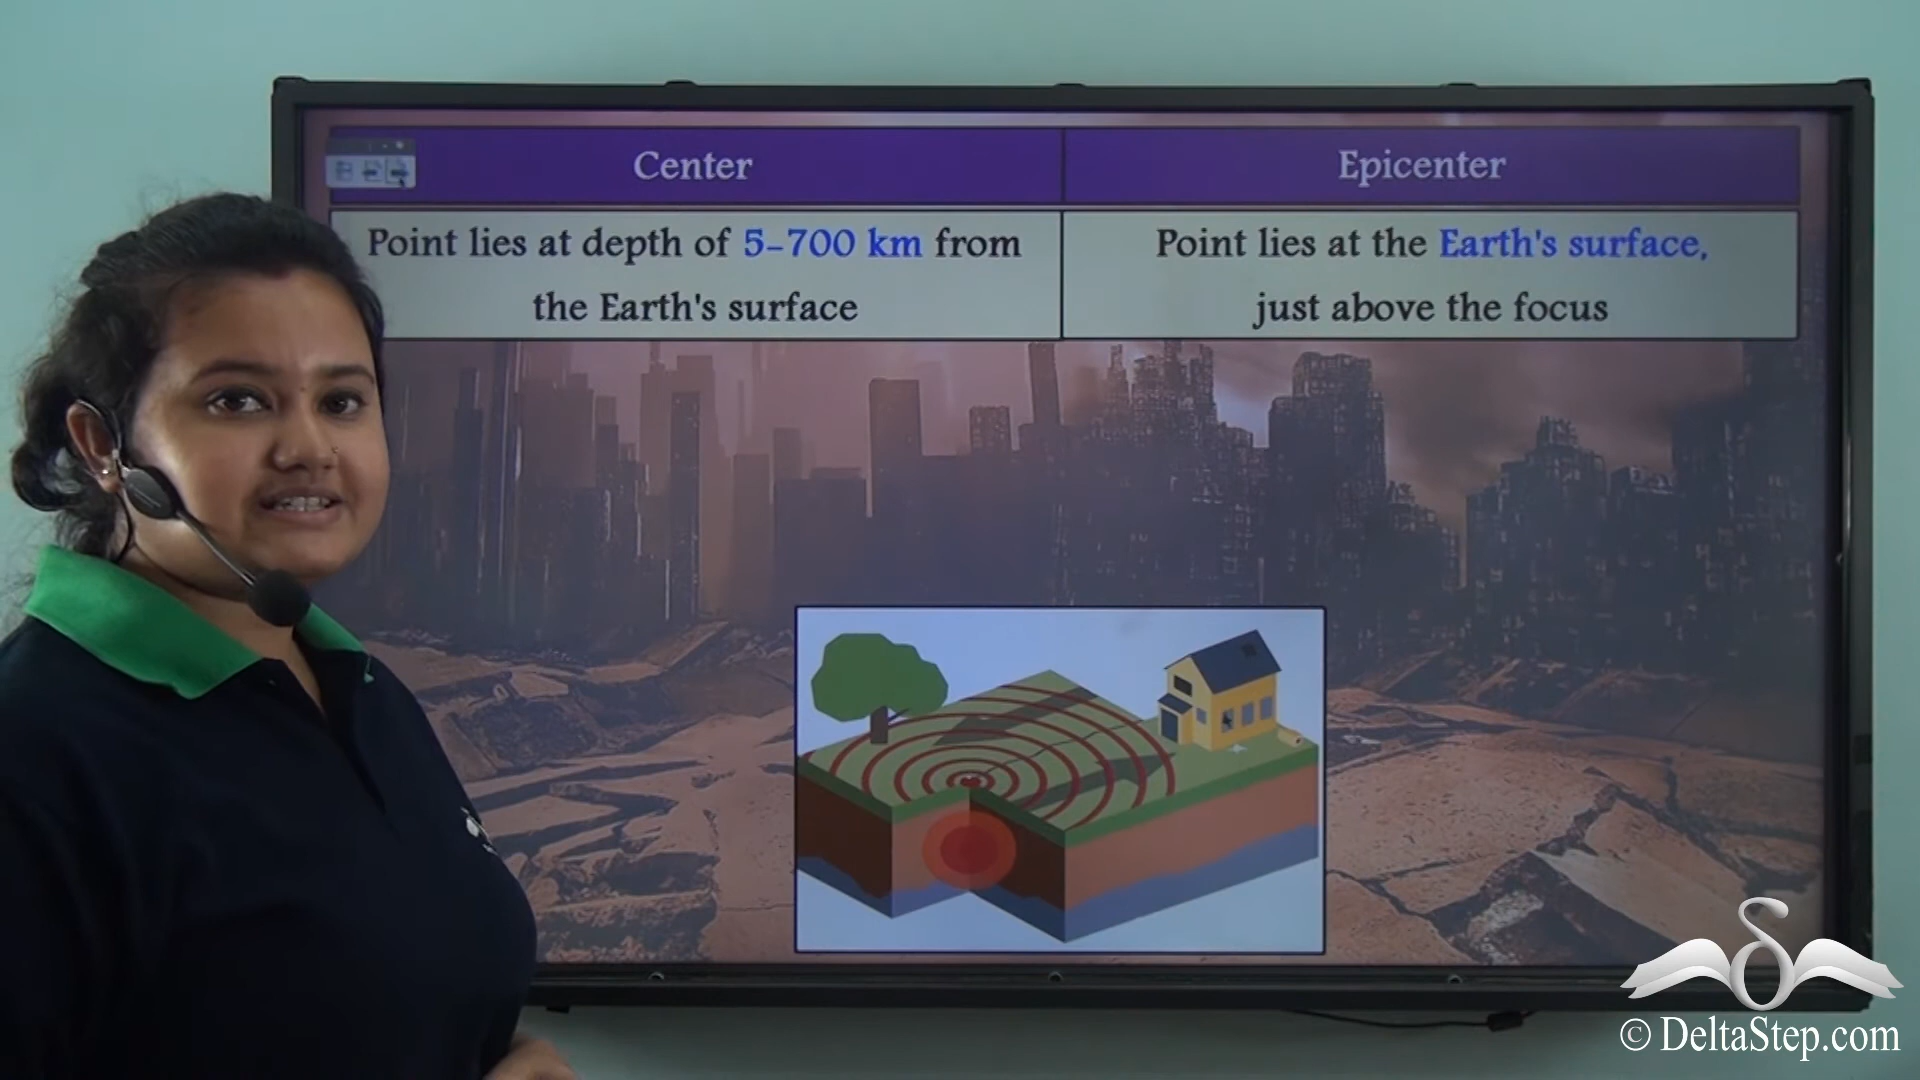 Center
Epicenter
Point lies at depth of 5-700 km from
the Earth's surface
Point lies at the Earth's surface,
just above the focus
© DeltaStep.com